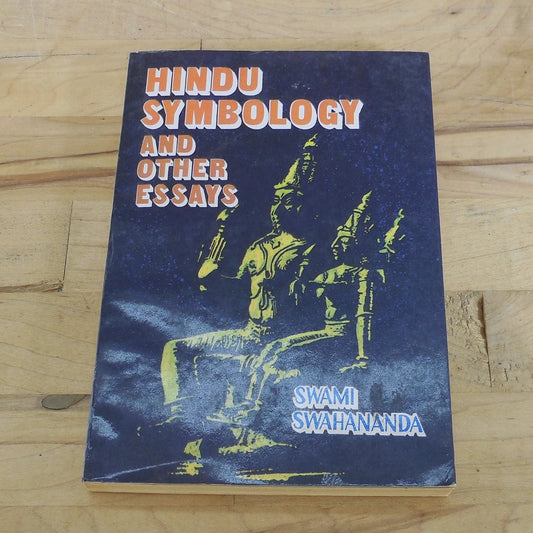 HINDU
SYMBOLOGY
AND
OTHER
ESSAYS
SWAMI
SWAHANANDA